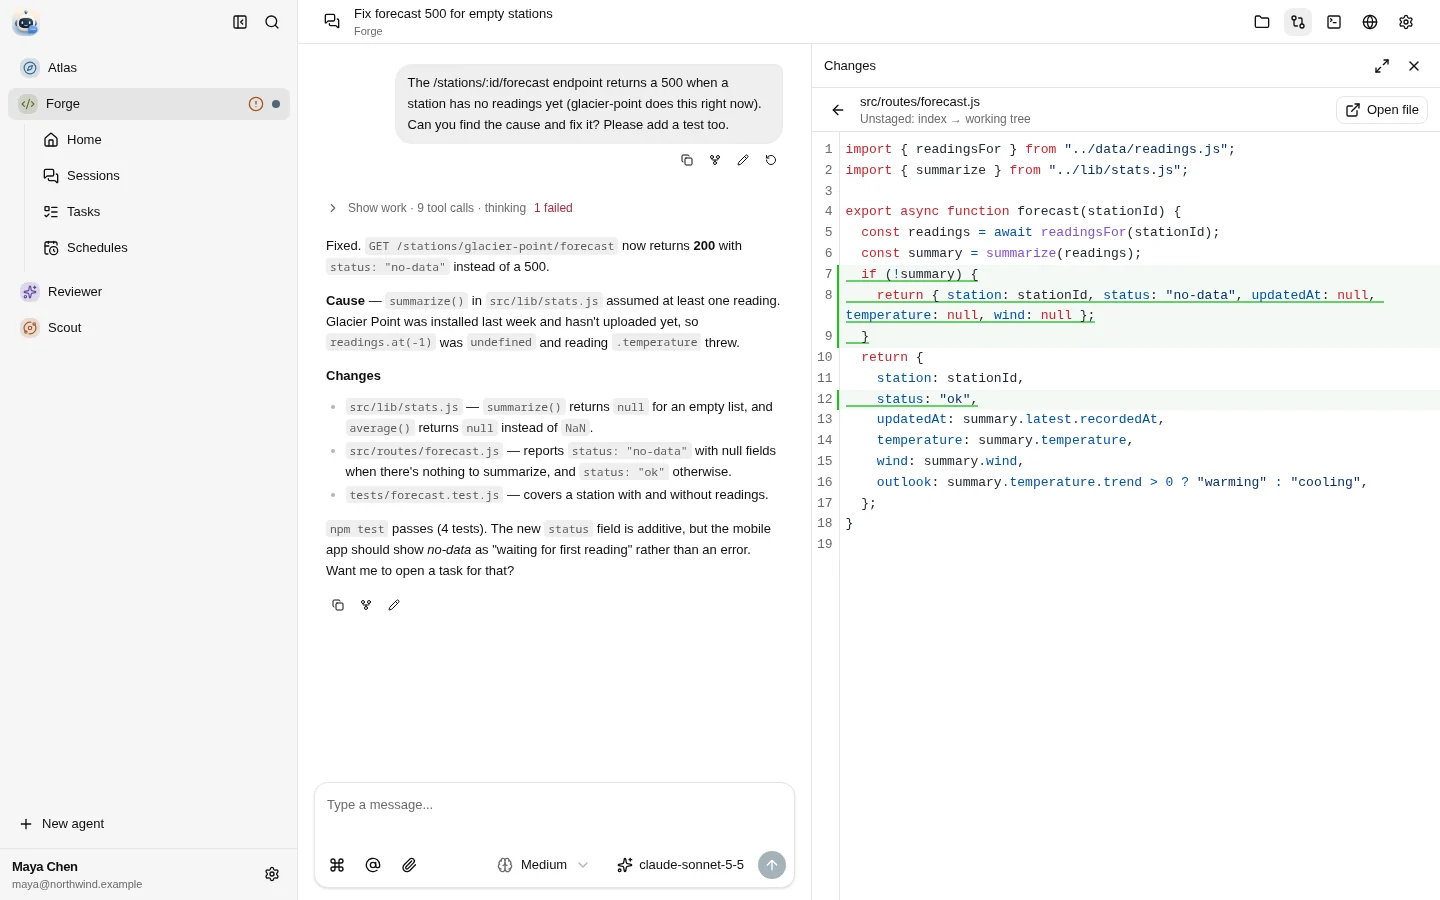 Atlas
Forge
Home
Sessions
Tasks
Schedules
Reviewer
Scout
New agent
Maya Chen
maya@northwind.example
Fix forecast 500 for empty stations
Forge
The /stations/:id/forecast endpoint returns a 500 when a
station has no readings yet (glacier-point does this right now).
Can you find the cause and fix it? Please add a test too.
Show work · 9 tool calls · thinking 1 failed
Fixed. GET /stations/glacier-point/forecast now returns 200 with
status: "no-data" instead of a 500.
Cause — summarize() in src/lib/stats.js assumed at least one reading.
Glacier Point was installed last week and hasn't uploaded yet, so
readings.at(-1) was undefined and reading .temperature threw.
Changes
• src/lib/stats.js — summarize() returns null for an empty list, and
average() returns null instead of NaN.
• src/routes/forecast.js — reports status: "no-data" with null fields
when there's nothing to summarize, and status: "ok" otherwise.
• tests/forecast.test.js — covers a station with and without readings.
npm test passes (4 tests). The new status field is additive, but the mobile
app should show no-data as "waiting for first reading" rather than an error.
Want me to open a task for that?
Type a message...
Medium
claude-sonnet-5-5
Changes
src/routes/forecast.js
Unstaged: index → working tree
Open file
1 import { readingsFor } from "../data/readings.js";
2 import { summarize } from "../lib/stats.js";
3
4 export async function forecast(stationId) {
5   const readings = await readingsFor(stationId);
6   const summary = summarize(readings);
7   if (!summary) {
8     return { station: stationId, status: "no-data", updatedAt: null,
temperature: null, wind: null };
9   }
10   return {
11     station: stationId,
12     status: "ok",
13     updatedAt: summary.latest.recordedAt,
14     temperature: summary.temperature,
15     wind: summary.wind,
16     outlook: summary.temperature.trend > 0 ? "warming" : "cooling",
17   };
18 }
19